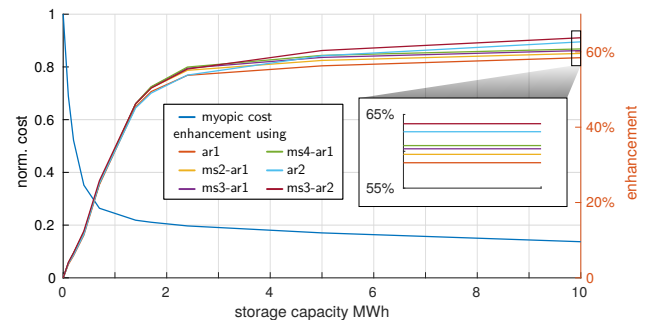 norm. cost
1
0.8
0.6
0.4
0.2
0
0
2
4
6
8
10
storage capacity MWh
60%
40%
20%
0
enhancement
myopic cost
enhancement using
ar1
ms4-ar1
ms2-ar1
ar2
ms3-ar1
ms3-ar2
65%
55%